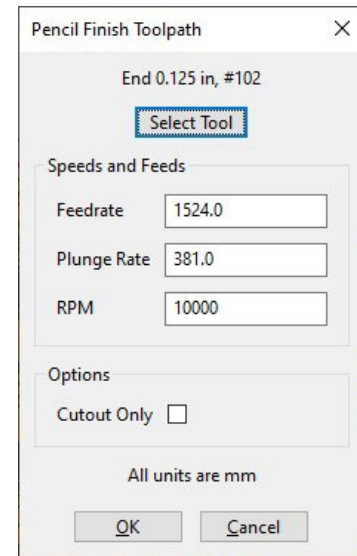 Pencil Finish Toolpath
End 0.125 in, #102
Select Tool
Speeds and Feeds
Feedrate 1524.0
Plunge Rate 381.0
RPM 10000
Options
Cutout Only
All units are mm
OK Cancel